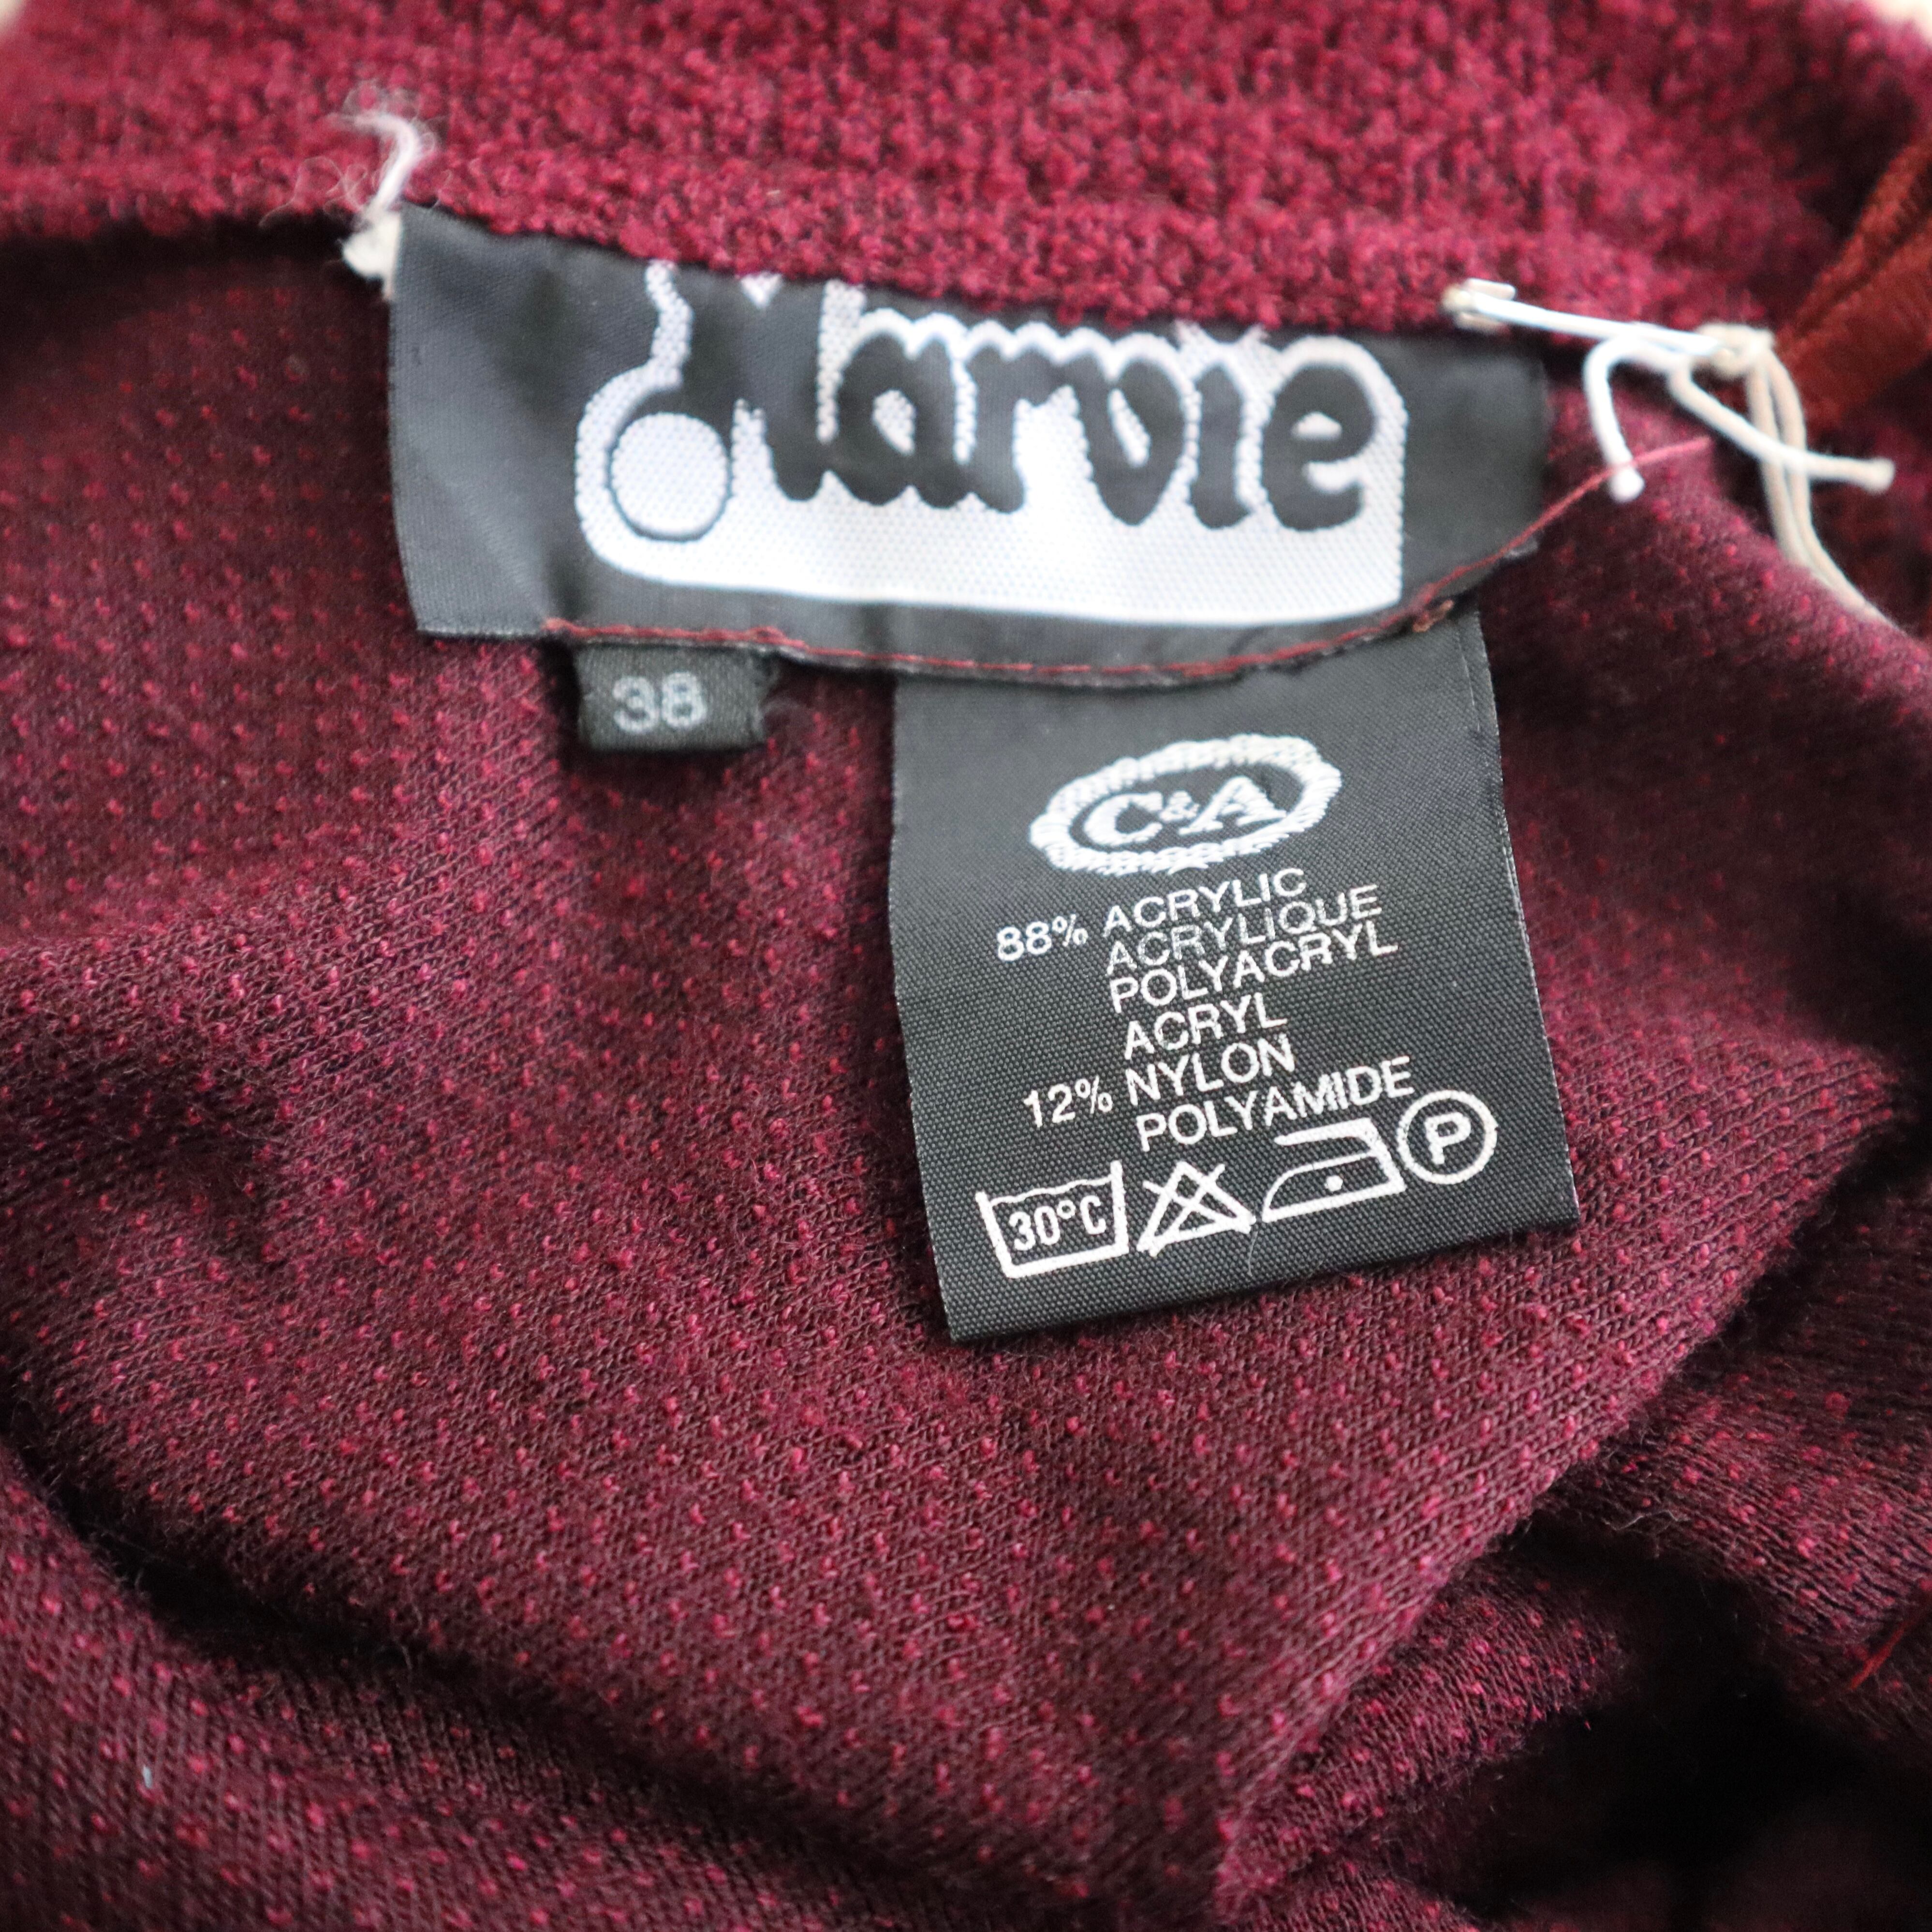 Marvie
38
C&A
88% ACRYLIC
ACRYLIQUE
POLYACRYL
ACRYL
12% NYLON
POLYAMIDE
30°C
P